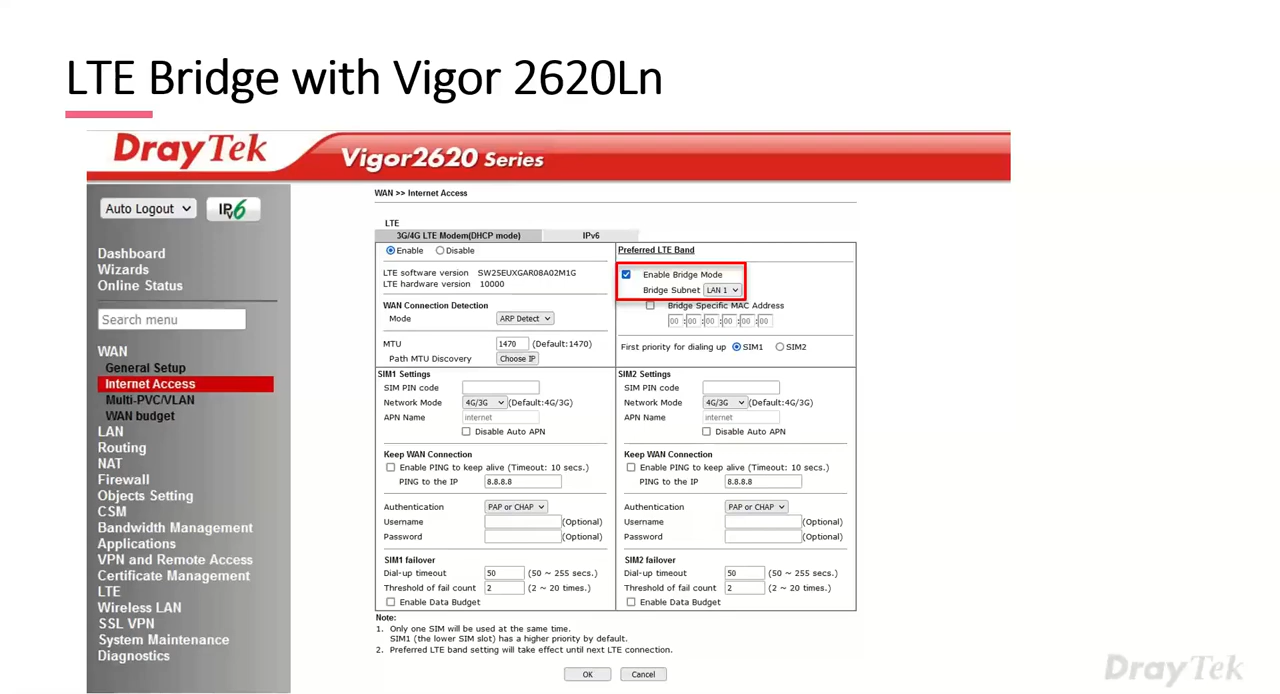 LTE Bridge with Vigor 2620Ln
DrayTek
Vigor2620 Series
Auto Logout
IPv6
Dashboard
Wizards
Online Status
Search menu
WAN
General Setup
Internet Access
Multi-PVC/VLAN
WAN budget
LAN
Routing
NAT
Firewall
Objects Setting
CSM
Bandwidth Management
Applications
VPN and Remote Access
Certificate Management
LTE
Wireless LAN
SSL VPN
System Maintenance
Diagnostics
WAN >> Internet Access
LTE
3G/4G LTE Modem(DHCP mode) IPv6
Enable Disable
LTE software version SW25EUXGAR08A02M1G
LTE hardware version 10000
WAN Connection Detection
Mode ARP Detect
MTU 1470 (Default:1470)
Path MTU Discovery Choose IP
Preferred LTE Band
Enable Bridge Mode
Bridge Subnet LAN 1
Bridge Specific MAC Address
00 :00 :00 :00 :00 :00
First priority for dialing up SIM1 SIM2
SIM1 Settings
SIM PIN code
Network Mode 4G/3G (Default:4G/3G)
APN Name internet
Disable Auto APN
Keep WAN Connection
Enable PING to keep alive (Timeout: 10 secs.)
PING to the IP 8.8.8.8
Authentication PAP or CHAP
Username (Optional)
Password (Optional)
SIM1 failover
Dial-up timeout 50 (50 ~ 255 secs.)
Threshold of fail count 2 (2 ~ 20 times.)
Enable Data Budget
SIM2 Settings
SIM PIN code
Network Mode 4G/3G (Default:4G/3G)
APN Name internet
Disable Auto APN
Keep WAN Connection
Enable PING to keep alive (Timeout: 10 secs.)
PING to the IP 8.8.8.8
Authentication PAP or CHAP
Username (Optional)
Password (Optional)
SIM2 failover
Dial-up timeout 50 (50 ~ 255 secs.)
Threshold of fail count 2 (2 ~ 20 times.)
Enable Data Budget
Note:
1. Only one SIM will be used at the same time.
SIM1 (the lower SIM slot) has a higher priority by default.
2. Preferred LTE band setting will take effect until next LTE connection.
OK Cancel
DrayTek